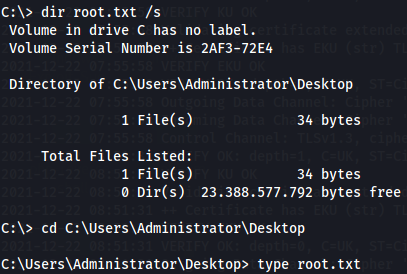 C:\> dir root.txt /s
Volume in drive C has no label.
Volume Serial Number is 2AF3-72E4
Directory of C:\Users\Administrator\Desktop
1 File(s) 34 bytes
Total Files Listed:
1 File(s) 34 bytes
0 Dir(s) 23.388.577.792 bytes free
C:\> cd C:\Users\Administrator\Desktop
C:\Users\Administrator\Desktop> type root.txt